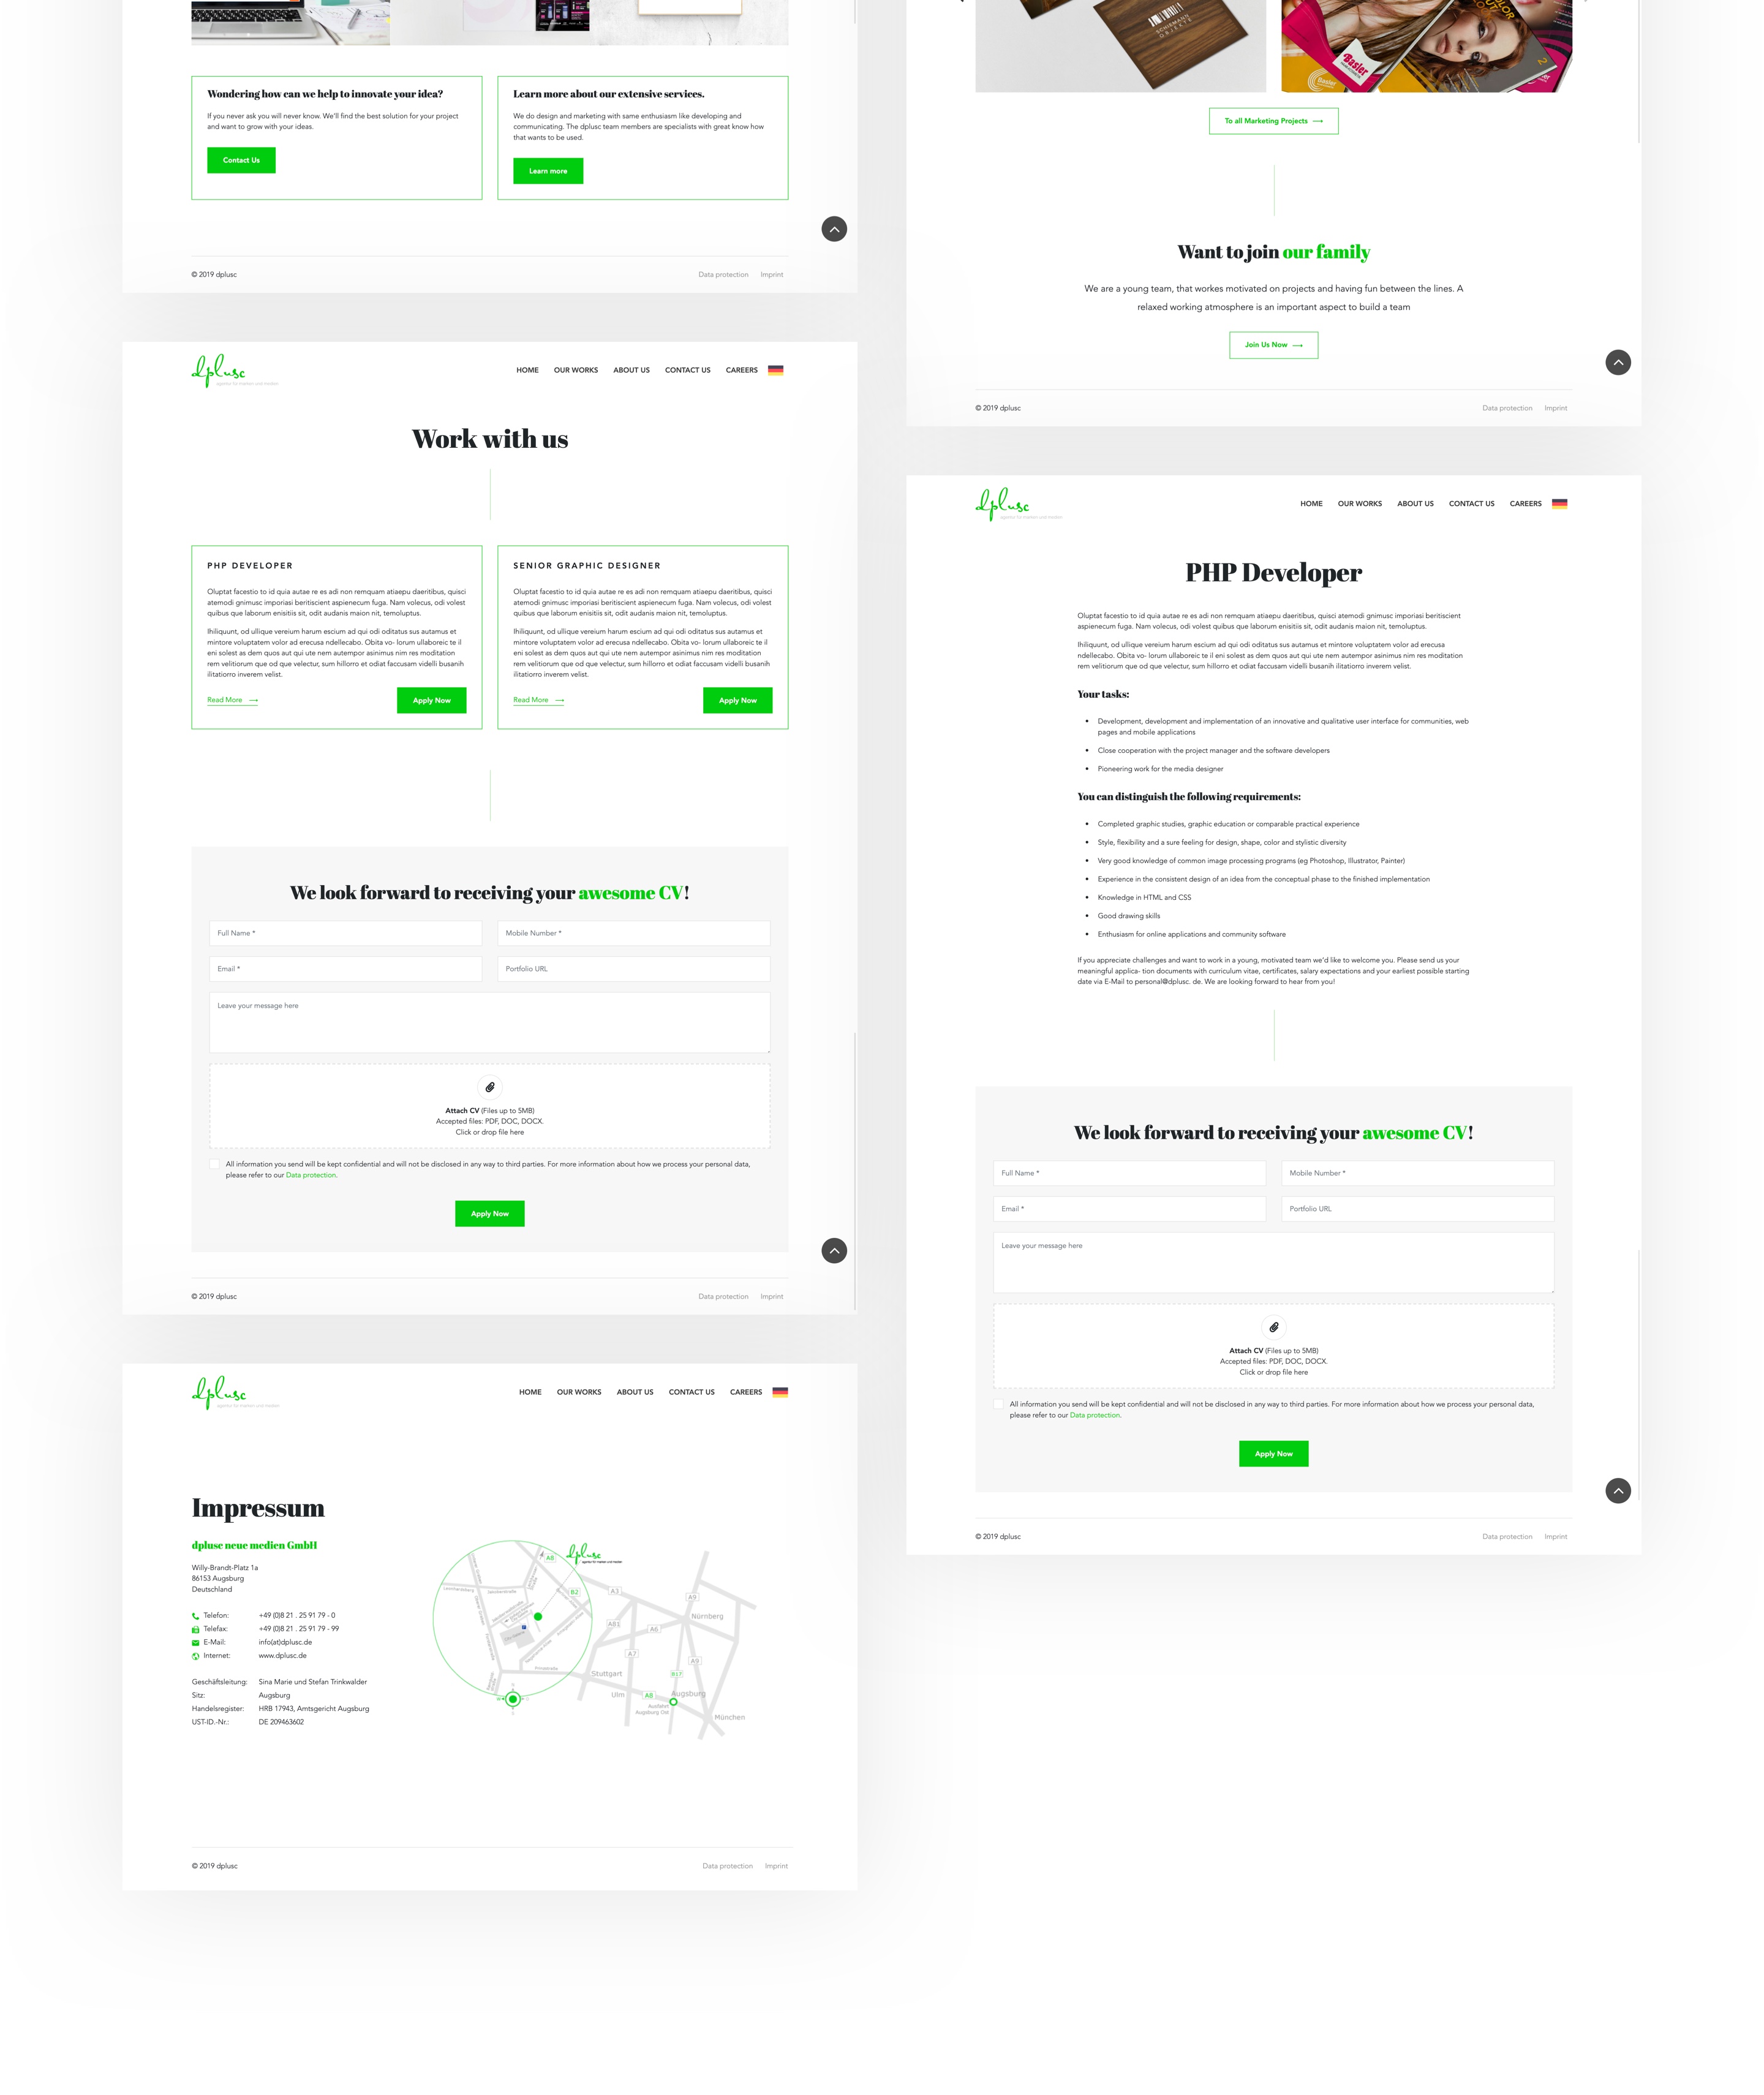 Wondering how can we help to innovate your idea?
If you never ask you will never know. We'll find the best solution for your project
and want to grow with your ideas.
Contact Us
Learn more about our extensive services.
We do design and marketing with same enthusiasm like developing and
communicating. The dplusc team members are specialists with great know how
that wants to be used.
Learn more
© 2019 dplusc
Data protection Imprint
dplusc
agentur für marken und medien
HOME OUR WORKS ABOUT US CONTACT US CAREERS
Work with us
PHP DEVELOPER
Oluptat facestio to id quia autae re es adi non remquam atiaepu daeritibus, quisci
atemodi gnimusc imporiasi beritiscient aspienecum fuga. Nam volecus, odi volest
quibus que laborum enisitiis sit, odit audanis maion nit, temoluptus.
Ihiliquunt, od ullique vereium harum escium ad qui odi oditatus sus autamus et
mintore voluptatem volor ad erecusa ndellecabo. Obita vo- lorum ullaboreic te il
eni solest as dem quos aut qui ute nem autempor asinimus nim res moditation
rem velitiorum que od que velectur, sum hillorro et odiat faccusam videlli busanih
ilitatiorro inverem velist.
Read More
Apply Now
SENIOR GRAPHIC DESIGNER
Oluptat facestio to id quia autae re es adi non remquam atiaepu daeritibus, quisci
atemodi gnimusc imporiasi beritiscient aspienecum fuga. Nam volecus, odi volest
quibus que laborum enisitiis sit, odit audanis maion nit, temoluptus.
Ihiliquunt, od ullique vereium harum escium ad qui odi oditatus sus autamus et
mintore voluptatem volor ad erecusa ndellecabo. Obita vo- lorum ullaboreic te il
eni solest as dem quos aut qui ute nem autempor asinimus nim res moditation
rem velitiorum que od que velectur, sum hillorro et odiat faccusam videlli busanih
ilitatiorro inverem velist.
Read More
Apply Now
We look forward to receiving your awesome CV!
Full Name *
Mobile Number *
Email *
Portfolio URL
Leave your message here
Attach CV (Files up to 5MB)
Accepted files: PDF, DOC, DOCX.
Click or drop file here
All information you send will be kept confidential and will not be disclosed in any way to third parties. For more information about how we process your personal data,
please refer to our Data protection.
Apply Now
© 2019 dplusc
Data protection Imprint
dplusc
agentur für marken und medien
HOME OUR WORKS ABOUT US CONTACT US CAREERS
Impressum
dplusc neue medien GmbH
Willy-Brandt-Platz 1a
86153 Augsburg
Deutschland
Telefon: +49 (0)8 21 . 25 91 79 - 0
Telefax: +49 (0)8 21 . 25 91 79 - 99
E-Mail: info(at)dplusc.de
Internet: www.dplusc.de
Geschäftsleitung: Sina Marie und Stefan Trinkwalder
Sitz: Augsburg
Handelsregister: HRB 17943, Amtsgericht Augsburg
UST-ID.-Nr.: DE 209463602
A8
dplusc
agentur für marken und medien
B2
A3
A9
Nürnberg
A81
A6
A7
A9
Stuttgart
B17
Ulm
A8
Augsburg
Ausfahrt
Augsburg Ost
München
© 2019 dplusc
Data protection Imprint
SCHIEMANN
OBJEKTE
Basler
To all Marketing Projects
Want to join our family
We are a young team, that workes motivated on projects and having fun between the lines. A
relaxed working atmosphere is an important aspect to build a team
Join Us Now
© 2019 dplusc
Data protection Imprint
dplusc
agentur für marken und medien
HOME OUR WORKS ABOUT US CONTACT US CAREERS
PHP Developer
Oluptat facestio to id quia autae re es adi non remquam atiaepu daeritibus, quisci atemodi gnimusc imporiasi beritiscient
aspienecum fuga. Nam volecus, odi volest quibus que laborum enisitiis sit, odit audanis maion nit, temoluptus.
Ihiliquunt, od ullique vereium harum escium ad qui odi oditatus sus autamus et mintore voluptatem volor ad erecusa
ndellecabo. Obita vo- lorum ullaboreic te il eni solest as dem quos aut qui ute nem autempor asinimus nim res moditation
rem velitiorum que od que velectur, sum hillorro et odiat faccusam videlli busanih ilitatiorro inverem velist.
Your tasks:
• Development, development and implementation of an innovative and qualitative user interface for communities, web
pages and mobile applications
• Close cooperation with the project manager and the software developers
• Pioneering work for the media designer
You can distinguish the following requirements:
• Completed graphic studies, graphic education or comparable practical experience
• Style, flexibility and a sure feeling for design, shape, color and stylistic diversity
• Very good knowledge of common image processing programs (eg Photoshop, Illustrator, Painter)
• Experience in the consistent design of an idea from the conceptual phase to the finished implementation
• Knowledge in HTML and CSS
• Good drawing skills
• Enthusiasm for online applications and community software
If you appreciate challenges and want to work in a young, motivated team we'd like to welcome you. Please send us your
meaningful applica- tion documents with curriculum vitae, certificates, salary expectations and your earliest possible starting
date via E-Mail to personal@dplusc. de. We are looking forward to hear from you!
We look forward to receiving your awesome CV!
Full Name *
Mobile Number *
Email *
Portfolio URL
Leave your message here
Attach CV (Files up to 5MB)
Accepted files: PDF, DOC, DOCX.
Click or drop file here
All information you send will be kept confidential and will not be disclosed in any way to third parties. For more information about how we process your personal data,
please refer to our Data protection.
Apply Now
© 2019 dplusc
Data protection Imprint